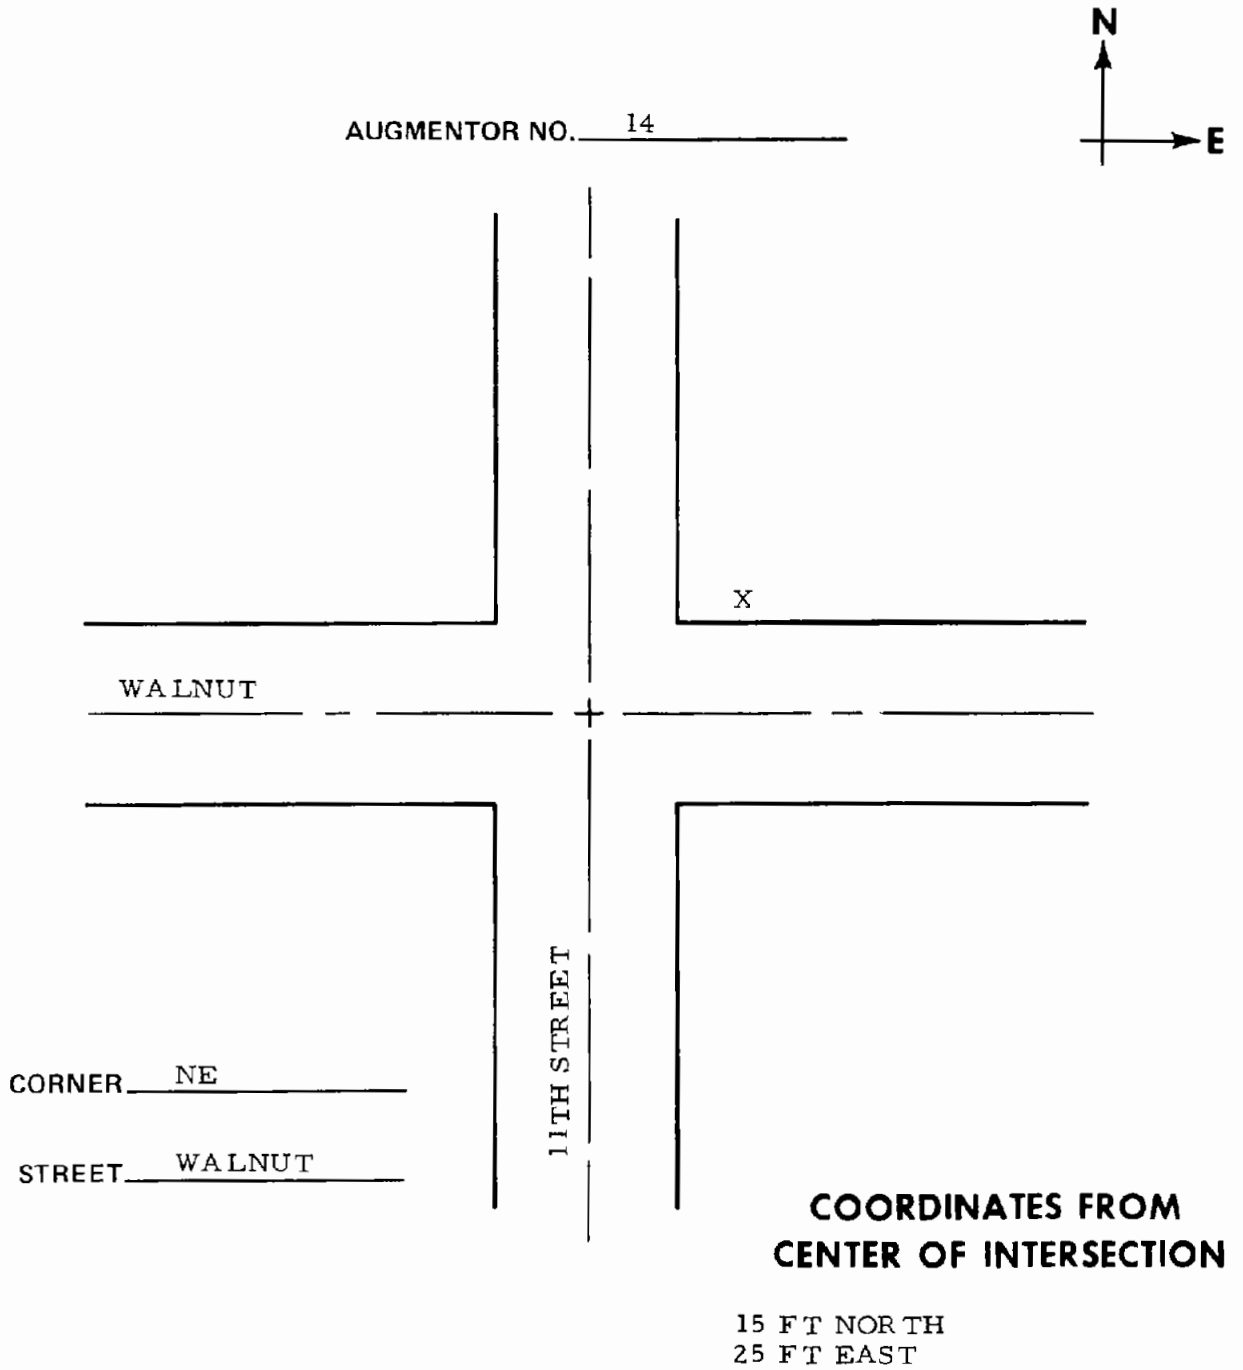 N
E
AUGMENTOR NO. 14
X
WALNUT
11TH STREET
CORNER NE
STREET WALNUT
COORDINATES FROM
CENTER OF INTERSECTION
15 FT NORTH
25 FT EAST